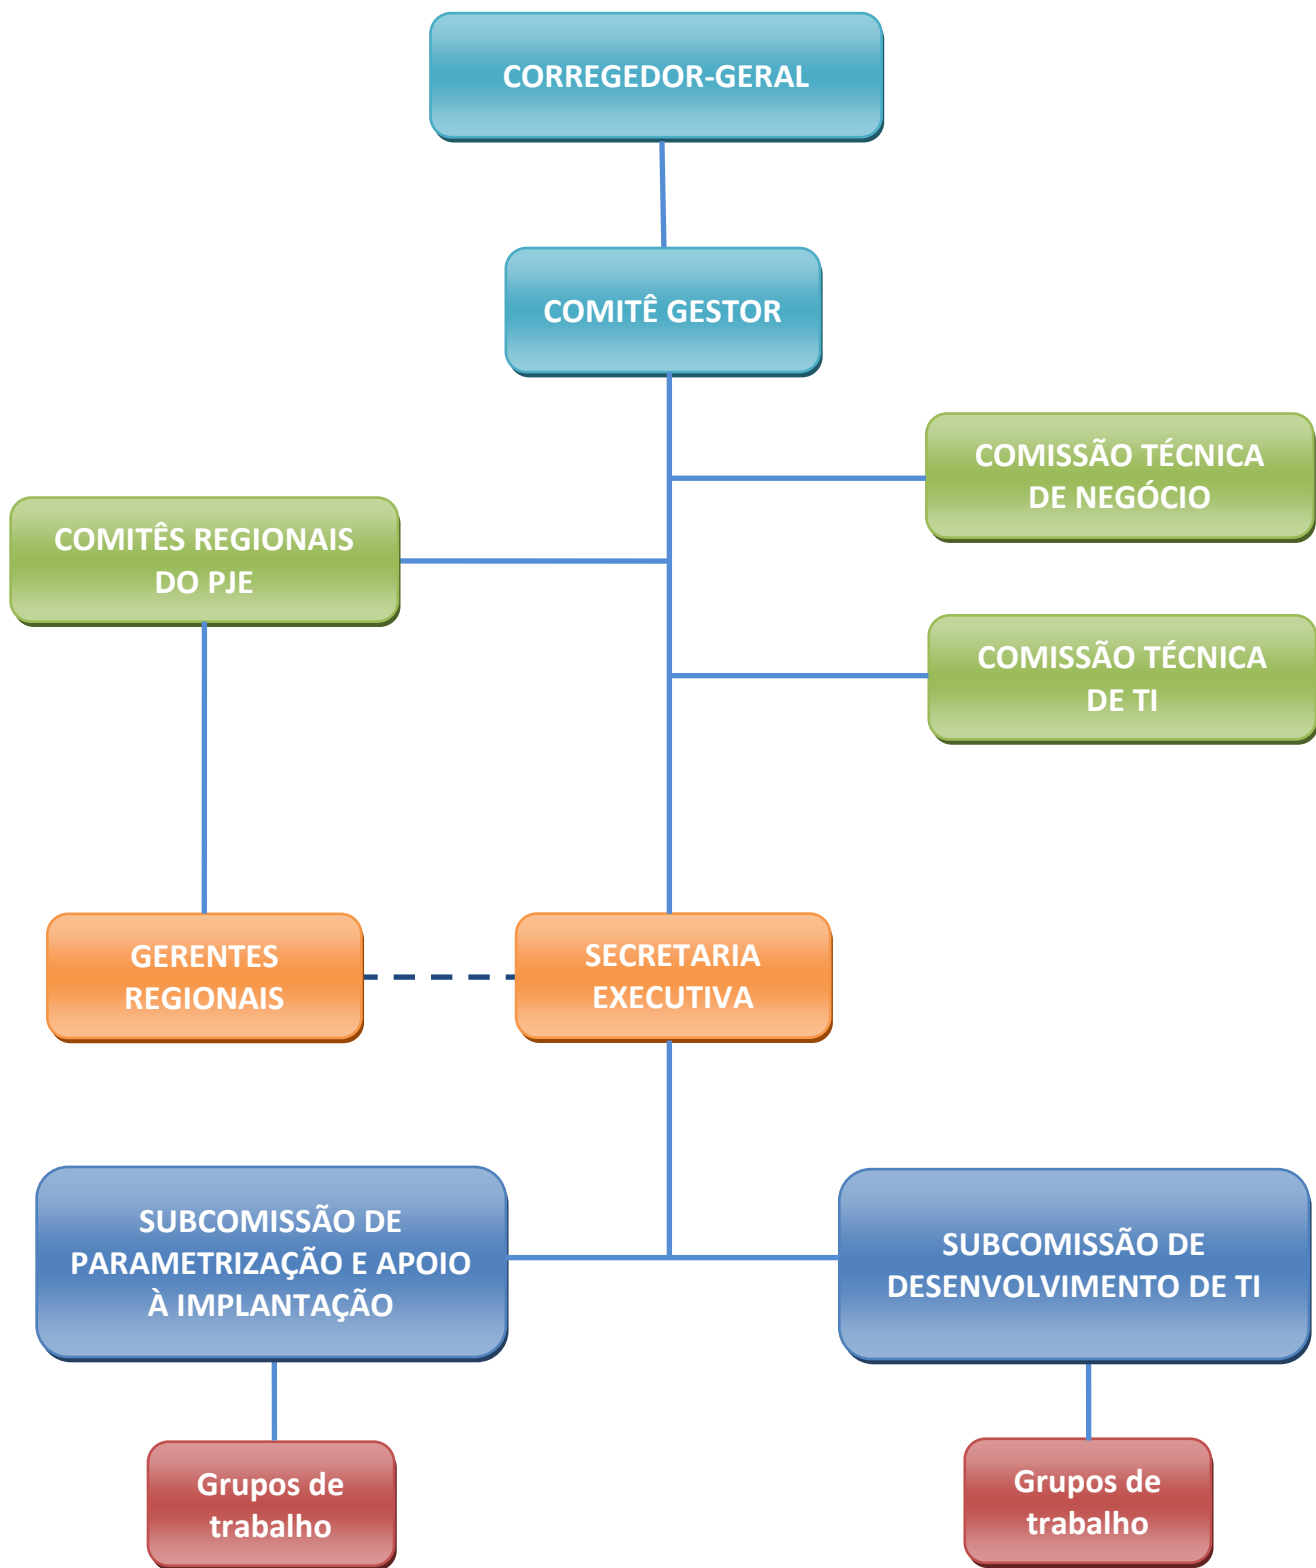 CORREGEDOR-GERAL
COMITÊ GESTOR
COMISSÃO TÉCNICA
DE NEGÓCIO
COMITÊS REGIONAIS
DO PJE
COMISSÃO TÉCNICA
DE TI
GERENTES
REGIONAIS
SECRETARIA
EXECUTIVA
SUBCOMISSÃO DE
PARAMETRIZAÇÃO E APOIO
À IMPLANTAÇÃO
SUBCOMISSÃO DE
DESENVOLVIMENTO DE TI
Grupos de
trabalho
Grupos de
trabalho